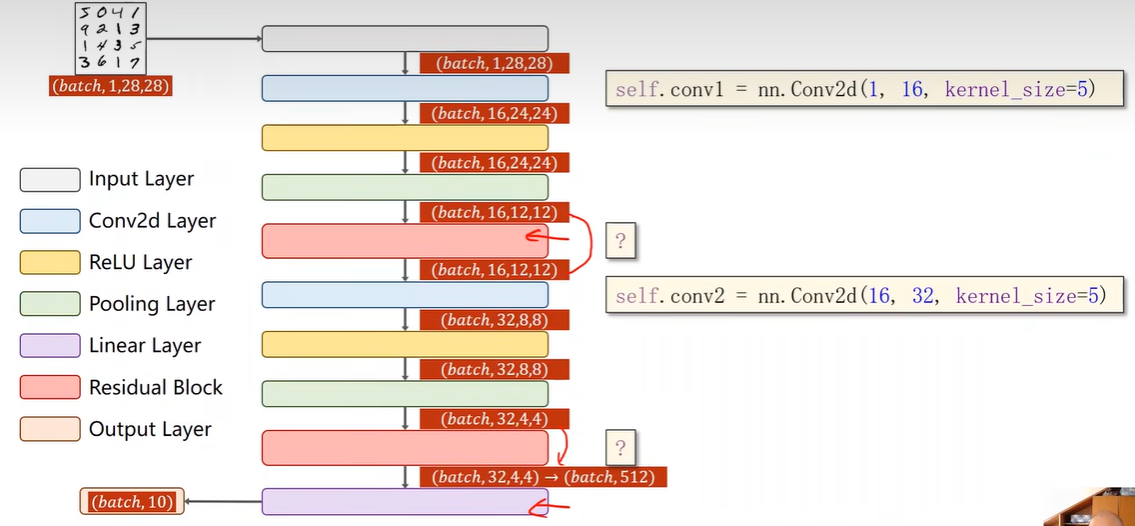 5 0 4 1
9 2 1 3
1 4 3 5
3 6 1 7
(batch, 1,28,28)
(batch, 1,28,28)
self.conv1 = nn.Conv2d(1, 16, kernel_size=5)
(batch, 16,24,24)
(batch, 16,24,24)
(batch, 16,12,12)
?
(batch, 16,12,12)
self.conv2 = nn.Conv2d(16, 32, kernel_size=5)
(batch, 32,8,8)
(batch, 32,8,8)
(batch, 32,4,4)
?
(batch, 32,4,4) → (batch, 512)
(batch, 10)
Input Layer
Conv2d Layer
ReLU Layer
Pooling Layer
Linear Layer
Residual Block
Output Layer